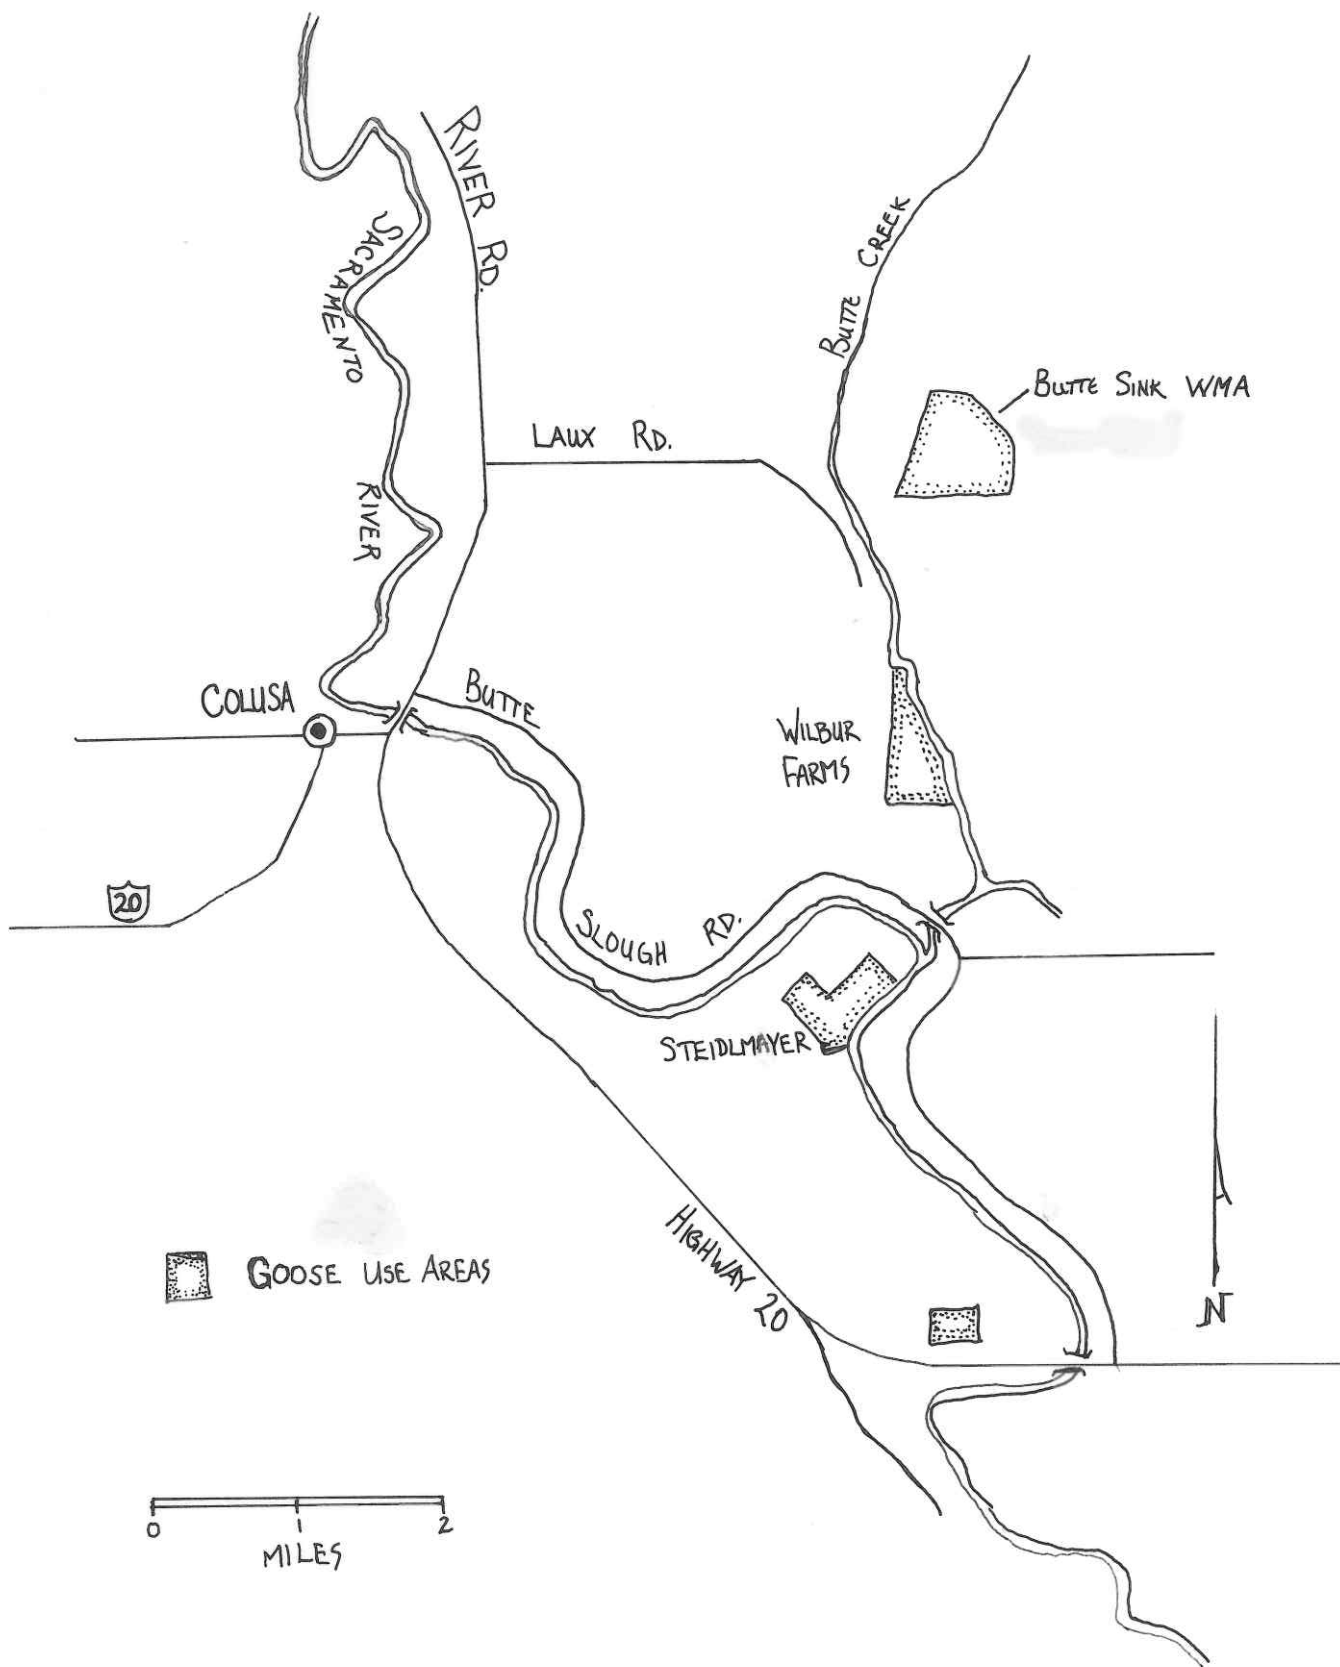 RIVER RD.
SACRAMENTO
RIVER
BUTTE CREEK
BUTTE SINK WMA
LAUX RD.
COLUSA
BUTTE
SLOUGH RD.
WILBUR
FARMS
20
STEIDLMAYER
HIGHWAY 20
GOOSE USE AREAS
N
0 1 2
MILES